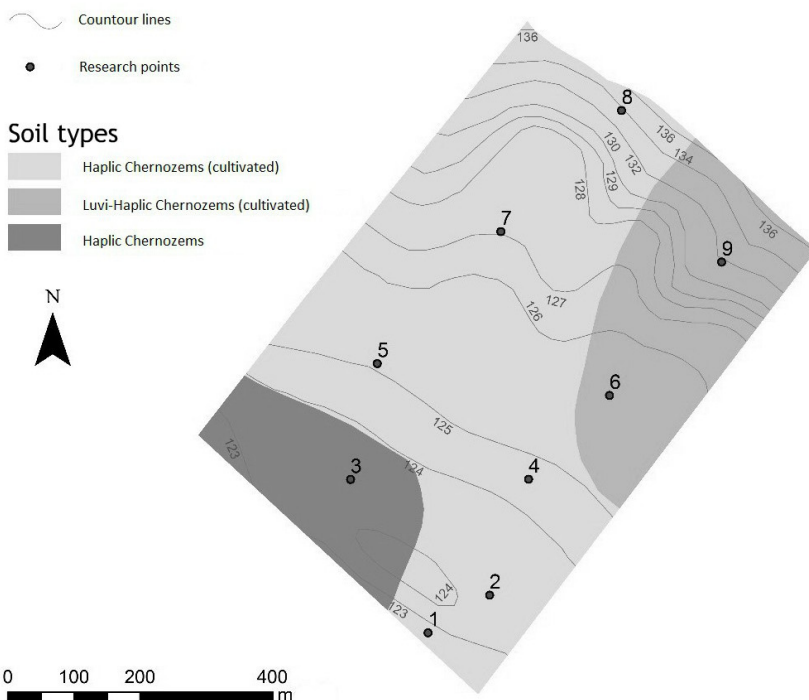 Countour lines
Research points
Soil types
Haplic Chernozems (cultivated)
Luvi-Haplic Chernozems (cultivated)
Haplic Chernozems
N
0 100 200 400
m
136
8
136
134
130
132
129
128
136
7
9
127
126
5
6
125
124
4
3
123
124
2
123
1